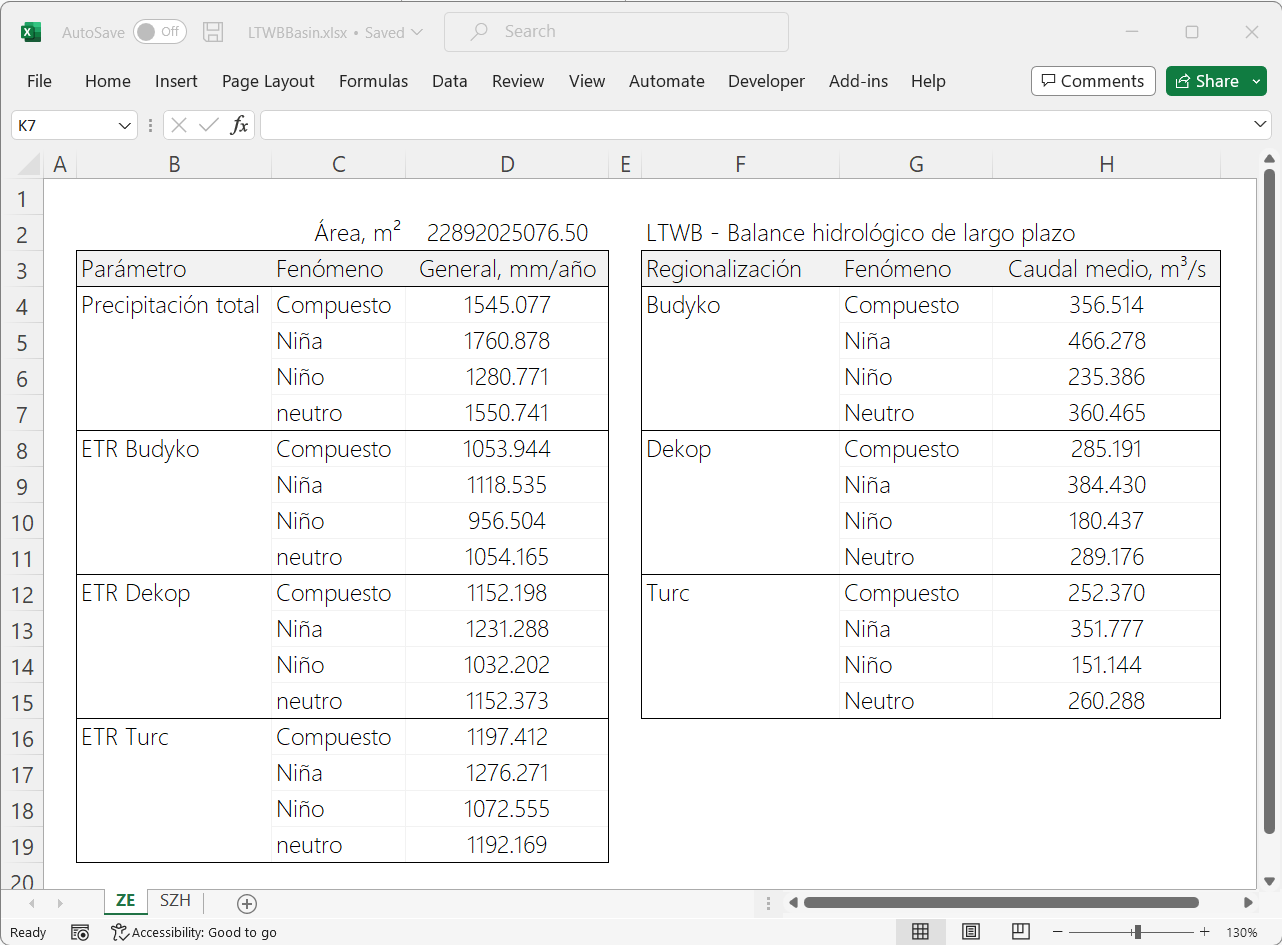 AutoSave Off LTWBBasin.xlsx • Saved Search
File Home Insert Page Layout Formulas Data Review View Automate Developer Add-ins Help Comments Share
K7 fx
A B C D E F G H
1
2 Área, m² 22892025076.50 LTWB - Balance hidrológico de largo plazo
3 Parámetro Fenómeno General, mm/año Regionalización Fenómeno Caudal medio, m³/s
4 Precipitación total Compuesto 1545.077 Budyko Compuesto 356.514
5 Niña 1760.878 Niña 466.278
6 Niño 1280.771 Niño 235.386
7 neutro 1550.741 Neutro 360.465
8 ETR Budyko Compuesto 1053.944 Dekop Compuesto 285.191
9 Niña 1118.535 Niña 384.430
10 Niño 956.504 Niño 180.437
11 neutro 1054.165 Neutro 289.176
12 ETR Dekop Compuesto 1152.198 Turc Compuesto 252.370
13 Niña 1231.288 Niña 351.777
14 Niño 1032.202 Niño 151.144
15 neutro 1152.373 Neutro 260.288
16 ETR Turc Compuesto 1197.412
17 Niña 1276.271
18 Niño 1072.555
19 neutro 1192.169
20
ZE SZH
Ready Accessibility: Good to go 130%